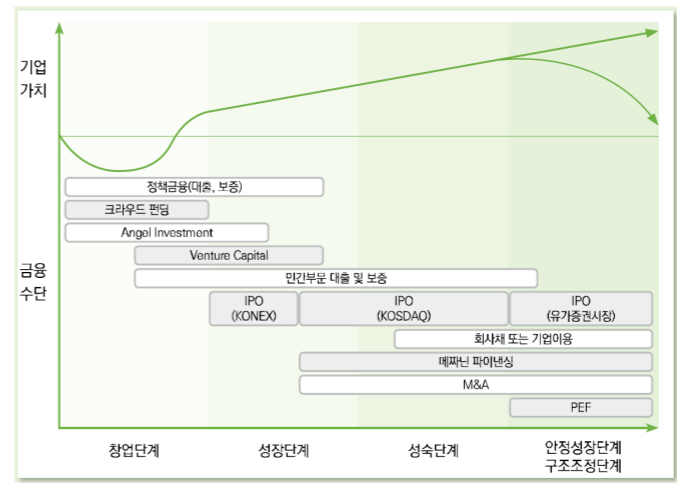 기업
가치
정책금융(대출, 보증)
크라우드 펀딩
Angel Investment
Venture Capital
금융
수단
민간부문 대출 및 보증
IPO
(KONEX)
IPO
(KOSDAQ)
IPO
(유가증권시장)
회사채 또는 기업이용
메짜닌 파이낸싱
M&A
PEF
창업단계
성장단계
성숙단계
안정성장단계
구조조정단계